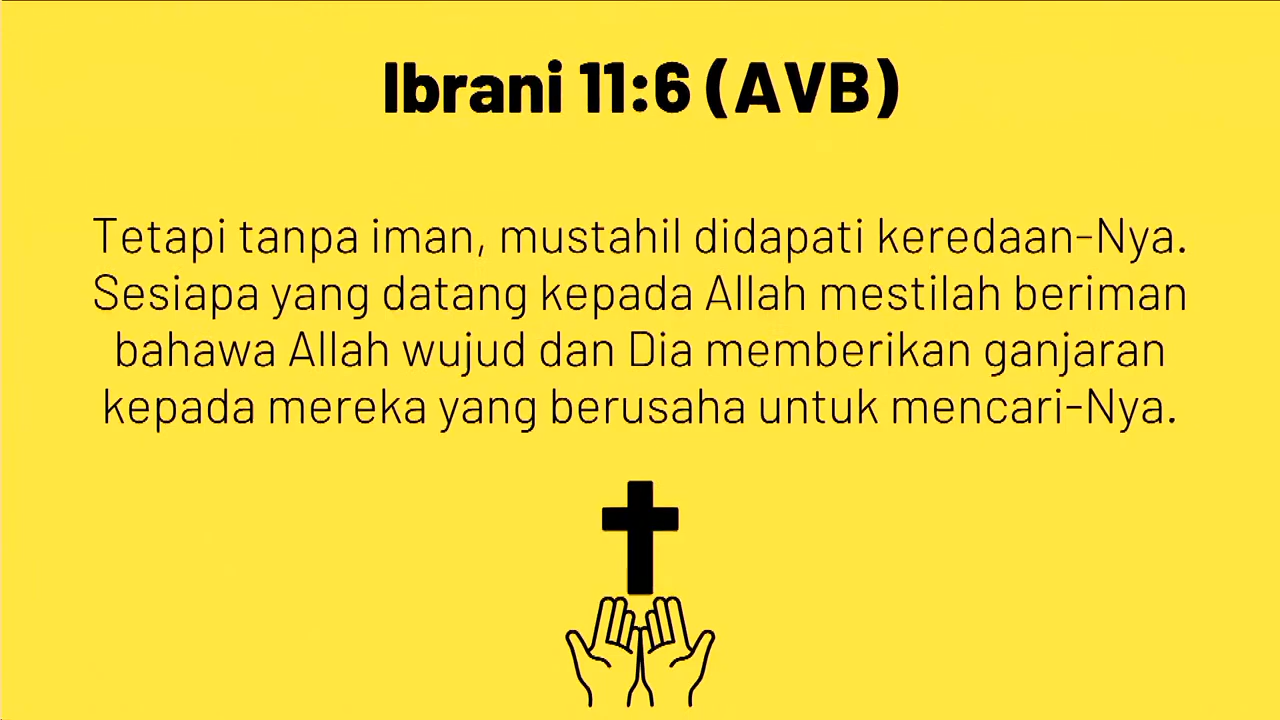 Ibrani 11:6 (AVB)
Tetapi tanpa iman, mustahil didapati keredaan-Nya.
Sesiapa yang datang kepada Allah mestilah beriman
bahawa Allah wujud dan Dia memberikan ganjaran
kepada mereka yang berusaha untuk mencari-Nya.